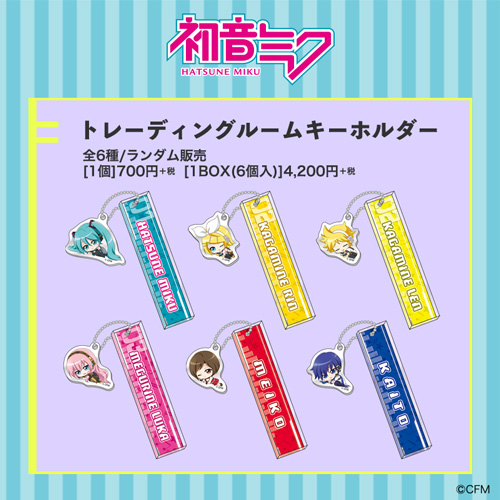 初音ミク
HATSUNE MIKU
トレーディングルームキーホルダー
全6種/ランダム販売
[1個]700円+税 [1BOX(6個入)]4,200円+税
HATSUNE MIKU
KAGAMINE RIN
KAGAMINE LEN
MEGURINE LUKA
MEIKO
KAITO
©CFM